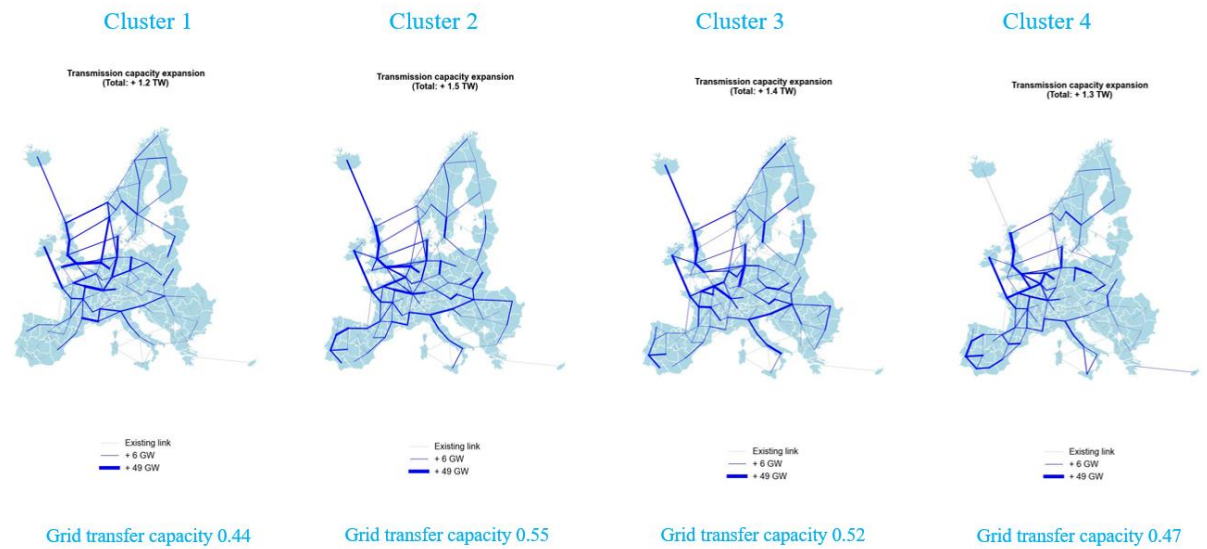 Cluster 1
Cluster 2
Cluster 3
Cluster 4
Transmission capacity expansion
(Total: + 1.2 TW)
Transmission capacity expansion
(Total: + 1.5 TW)
Transmission capacity expansion
(Total: + 1.4 TW)
Transmission capacity expansion
(Total: + 1.3 TW)
Existing link
+ 6 GW
+ 49 GW
Existing link
+ 6 GW
+ 49 GW
Existing link
+ 6 GW
+ 49 GW
Existing link
+ 6 GW
+ 49 GW
Grid transfer capacity 0.44
Grid transfer capacity 0.55
Grid transfer capacity 0.52
Grid transfer capacity 0.47